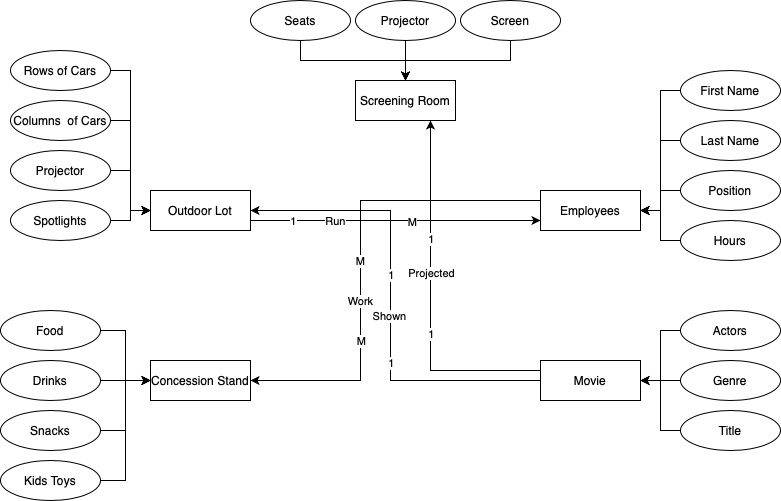 Seats
Projector
Screen
Screening Room
Rows of Cars
Columns  of Cars
Projector
Spotlights
Outdoor Lot
First Name
Last Name
Position
Hours
Employees
1
Run
M
M
Work
M
1
Shown
1
1
Projected
1
Food
Drinks
Snacks
Kids Toys
Concession Stand
Movie
Actors
Genre
Title